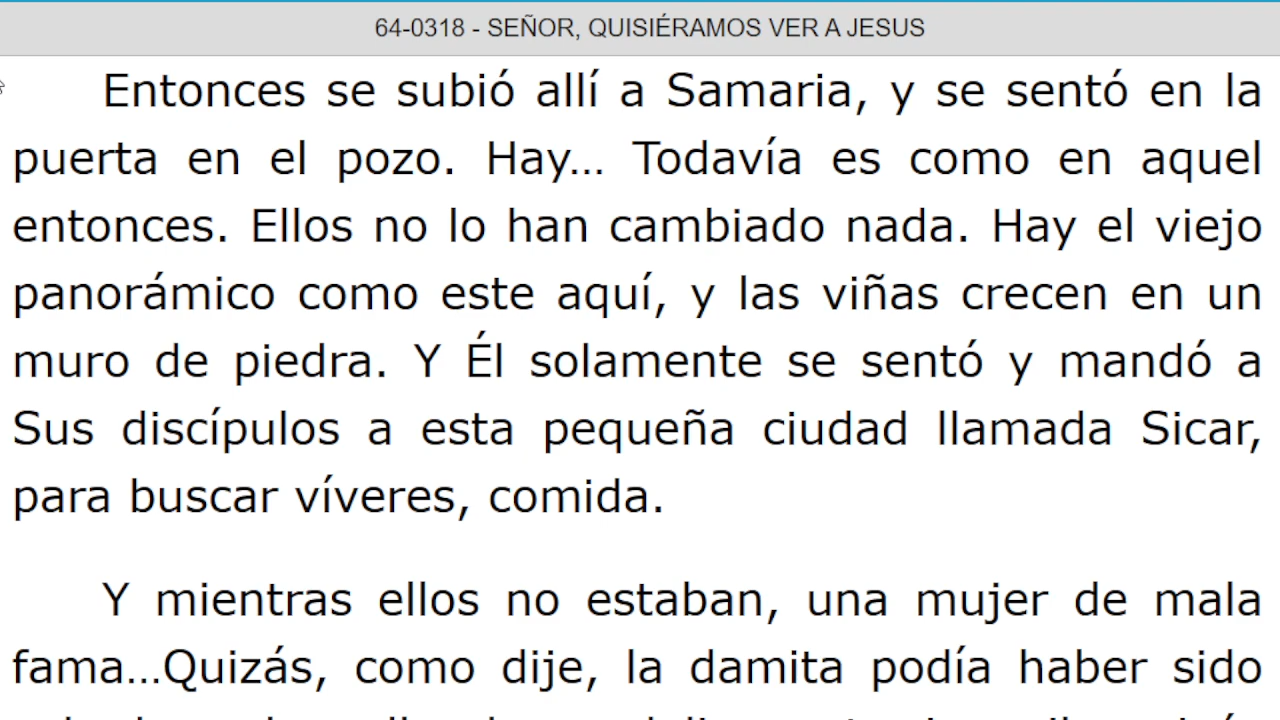 64-0318 - SEÑOR, QUISIÉRAMOS VER A JESUS
Entonces se subió allí a Samaria, y se sentó en la
puerta en el pozo. Hay... Todavía es como en aquel
entonces. Ellos no lo han cambiado nada. Hay el viejo
panorámico como este aquí, y las viñas crecen en un
muro de piedra. Y Él solamente se sentó y mandó a
Sus discípulos a esta pequeña ciudad llamada Sicar,
para buscar víveres, comida.
Y mientras ellos no estaban, una mujer de mala
fama...Quizás, como dije, la damita podía haber sido